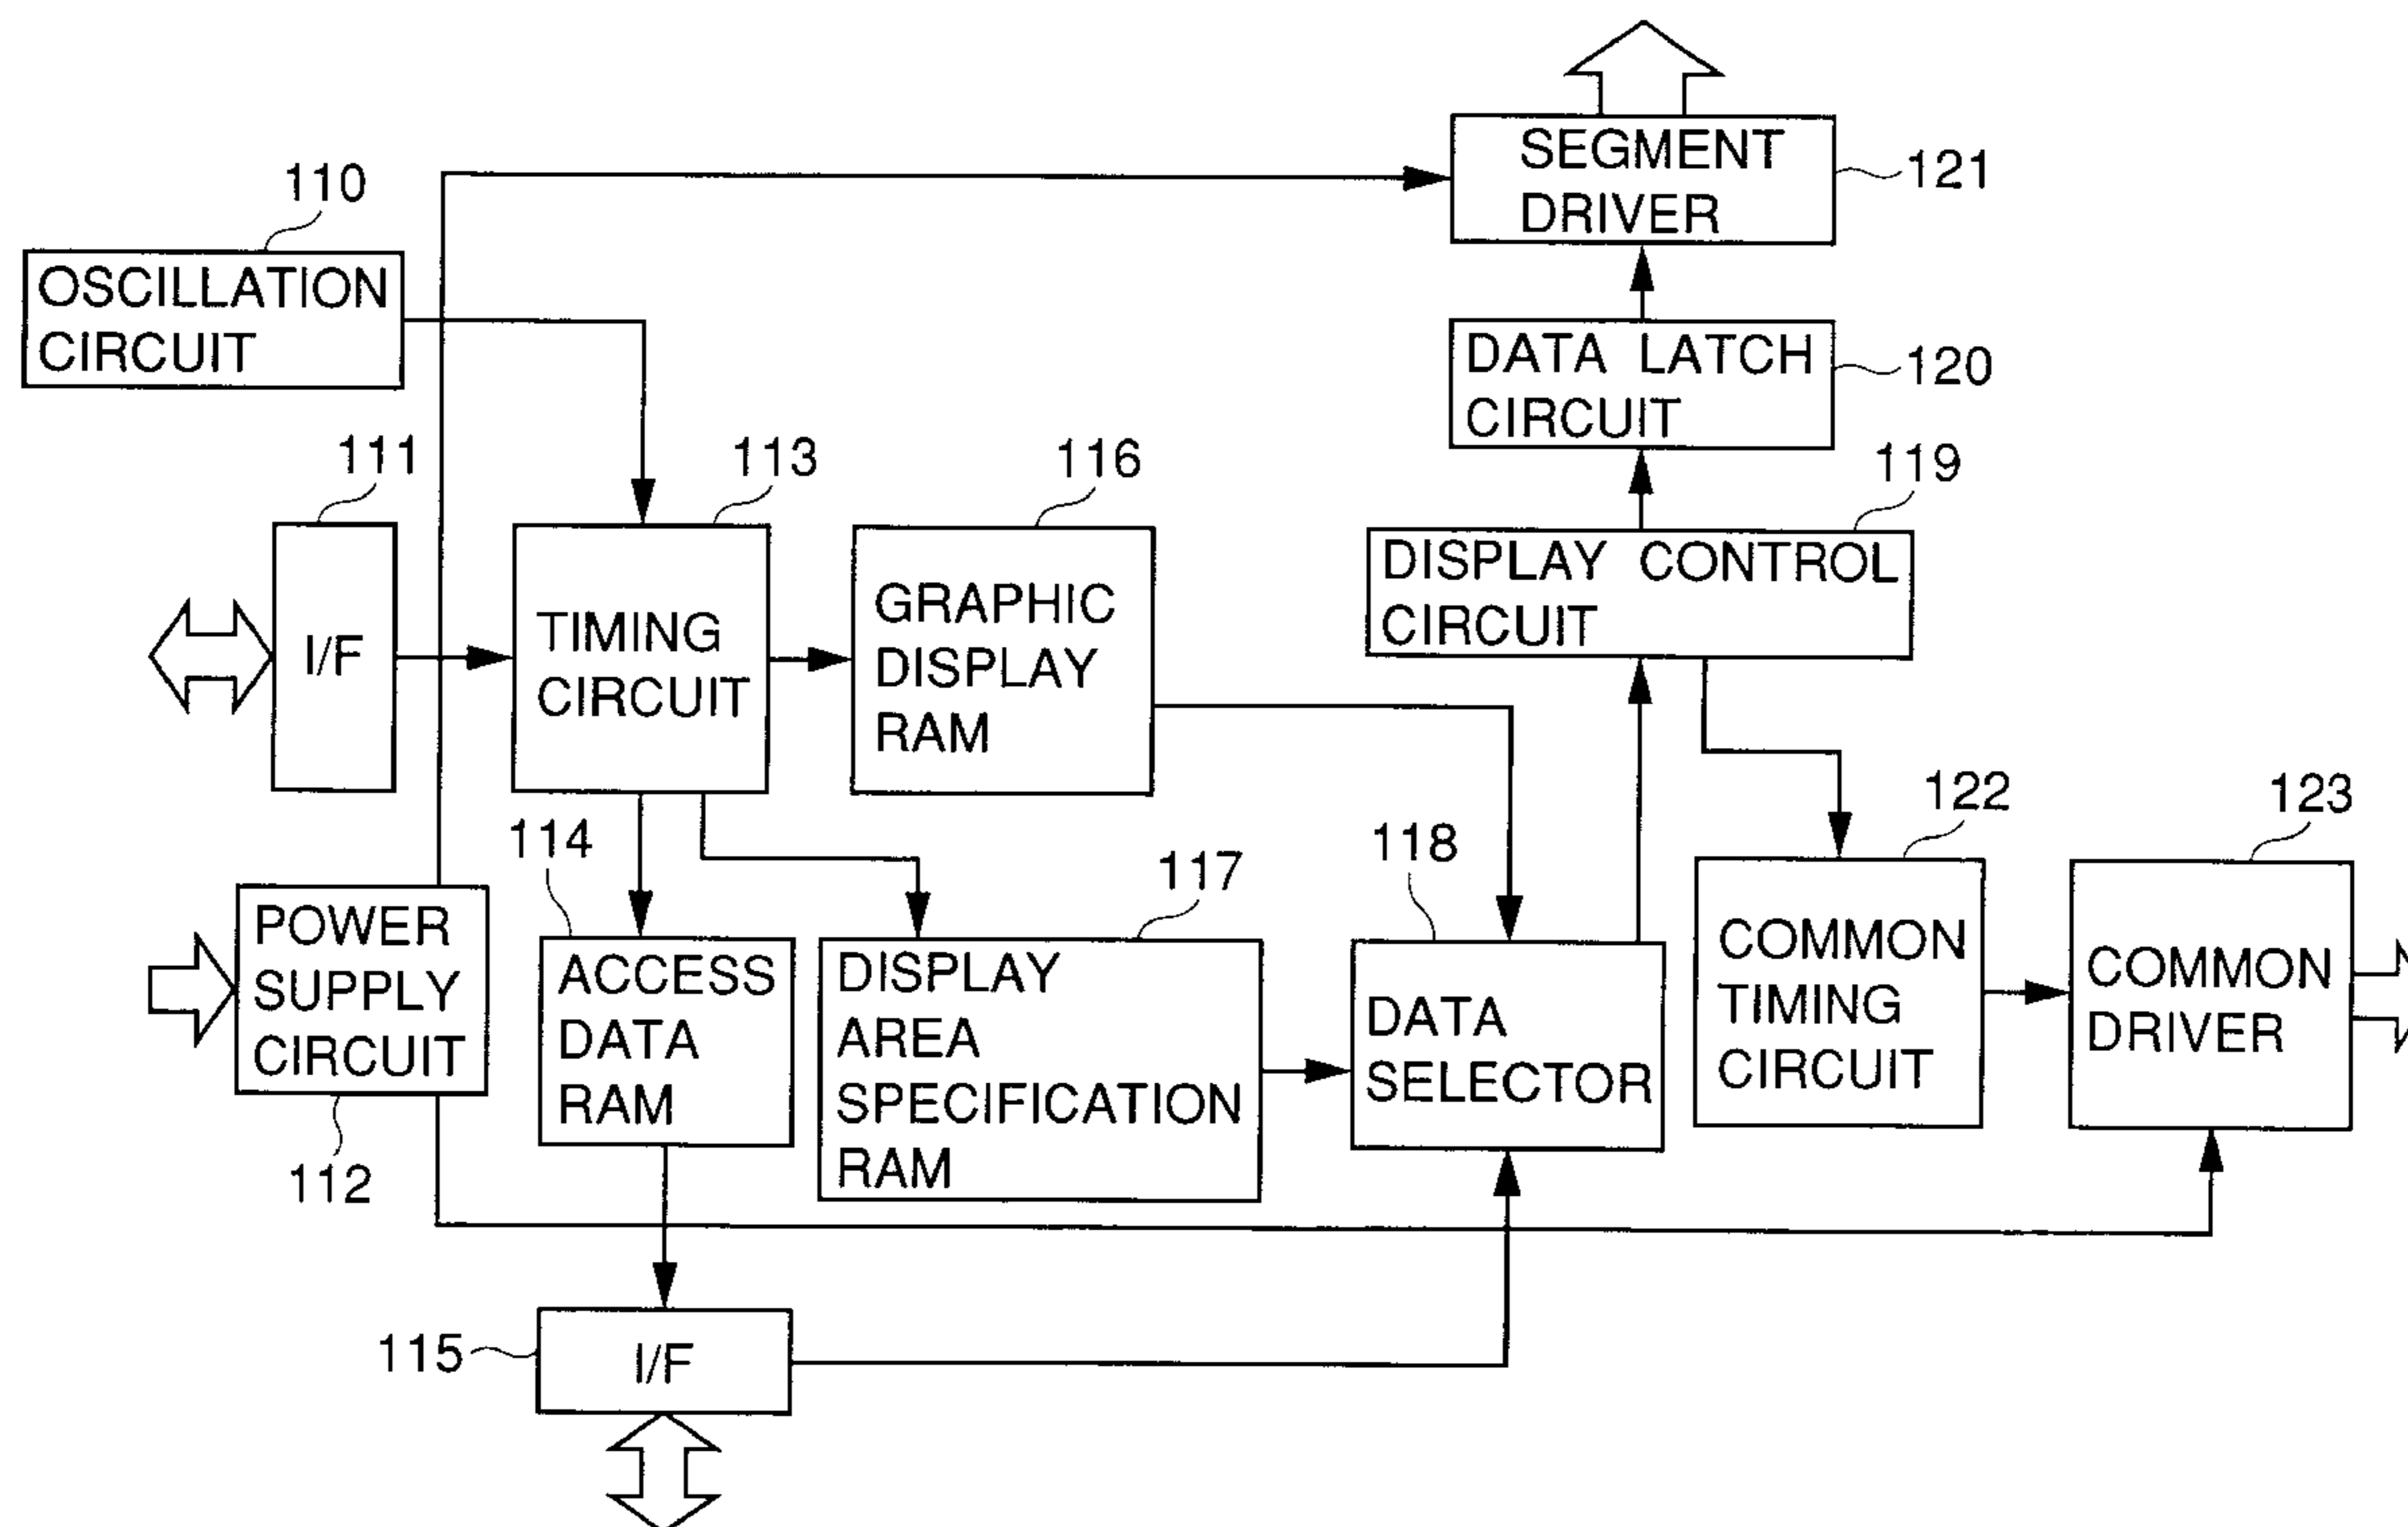 SEGMENT
DRIVER
121
110
OSCILLATION
CIRCUIT
DATA LATCH
CIRCUIT
120
111
I/F
113
TIMING
CIRCUIT
116
GRAPHIC
DISPLAY
RAM
119
DISPLAY CONTROL
CIRCUIT
POWER
SUPPLY
CIRCUIT
112
114
ACCESS
DATA
RAM
117
DISPLAY
AREA
SPECIFICATION
RAM
118
DATA
SELECTOR
122
COMMON
TIMING
CIRCUIT
123
COMMON
DRIVER
115
I/F